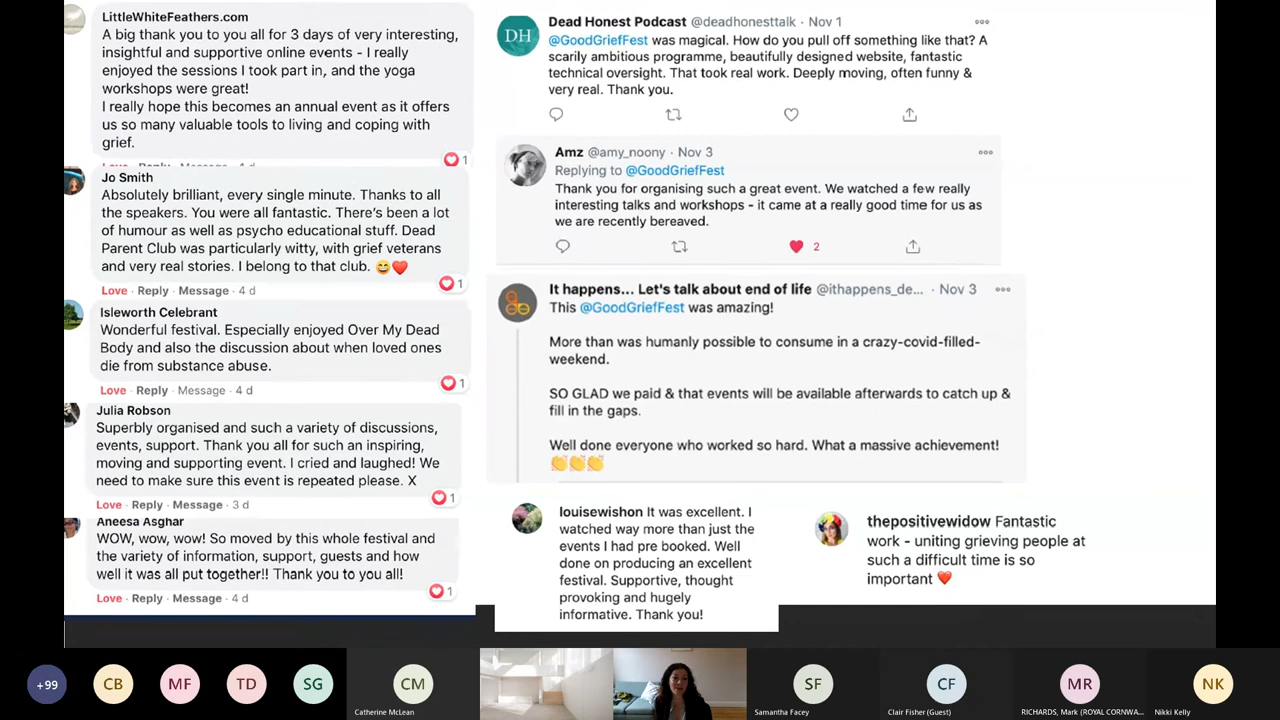 LittleWhiteFeathers.com
A big thank you to you all for 3 days of very interesting,
insightful and supportive online events - I really
enjoyed the sessions I took part in, and the yoga
workshops were great!
I really hope this becomes an annual event as it offers
us so many valuable tools to living and coping with
grief.
Love · Reply · Message · 4 d
1
Jo Smith
Absolutely brilliant, every single minute. Thanks to all
the speakers. You were all fantastic. There's been a lot
of humour as well as psycho educational stuff. Dead
Parent Club was particularly witty, with grief veterans
and very real stories. I belong to that club. 😄❤️
1
Love · Reply · Message · 4 d
Isleworth Celebrant
Wonderful festival. Especially enjoyed Over My Dead
Body and also the discussion about when loved ones
die from substance abuse.
1
Love · Reply · Message · 4 d
Julia Robson
Superbly organised and such a variety of discussions,
events, support. Thank you all for such an inspiring,
moving and supporting event. I cried and laughed! We
need to make sure this event is repeated please. X
1
Love · Reply · Message · 3 d
Aneesa Asghar
WOW, wow, wow! So moved by this whole festival and
the variety of information, support, guests and how
well it was all put together!! Thank you to you all!
1
Love · Reply · Message · 4 d
DH
Dead Honest Podcast @deadhonesttalk · Nov 1
@GoodGriefFest was magical. How do you pull off something like that? A
scarily ambitious programme, beautifully designed website, fantastic
technical oversight. That took real work. Deeply moving, often funny &
very real. Thank you.
Amz @amy_noony · Nov 3
Replying to @GoodGriefFest
Thank you for organising such a great event. We watched a few really
interesting talks and workshops - it came at a really good time for us as
we are recently bereaved.
2
It happens... Let's talk about end of life @ithappens_de... · Nov 3
This @GoodGriefFest was amazing!
More than was humanly possible to consume in a crazy-covid-filled-
weekend.
SO GLAD we paid & that events will be available afterwards to catch up &
fill in the gaps.
Well done everyone who worked so hard. What a massive achievement!
👏👏👏
louisewishon It was excellent. I
watched way more than just the
events I had pre booked. Well
done on producing an excellent
festival. Supportive, thought
provoking and hugely
informative. Thank you!
thepositivewidow Fantastic
work - uniting grieving people at
such a difficult time is so
important ❤️
+99
CB
MF
TD
SG
CM
Catherine McLean
SF
Samantha Facey
CF
Clair Fisher (Guest)
MR
RICHARDS, Mark (ROYAL CORNWA...
NK
Nikki Kelly